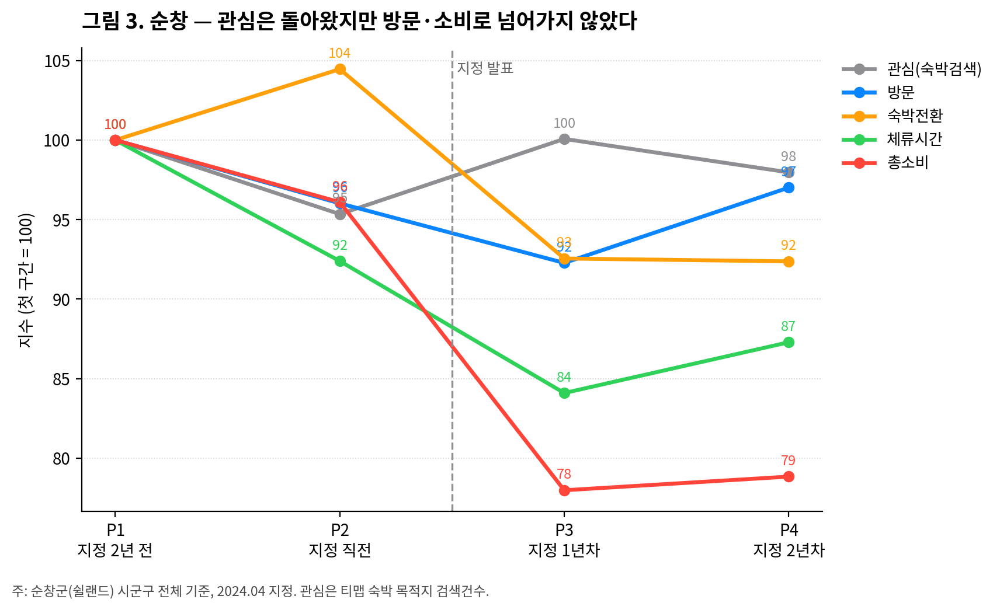 그림 3. 순창 — 관심은 돌아왔지만 방문·소비로 넘어가지 않았다
지수 (첫 구간 = 100)
105
100
95
90
85
80
지정 발표
100
104
96
96
95
92
100
93
92
84
78
98
97
92
87
79
관심(숙박검색)
방문
숙박전환
체류시간
총소비
P1
지정 2년 전
P2
지정 직전
P3
지정 1년차
P4
지정 2년차
주: 순창군(쉴랜드) 시군구 전체 기준, 2024.04 지정. 관심은 티맵 숙박 목적지 검색건수.